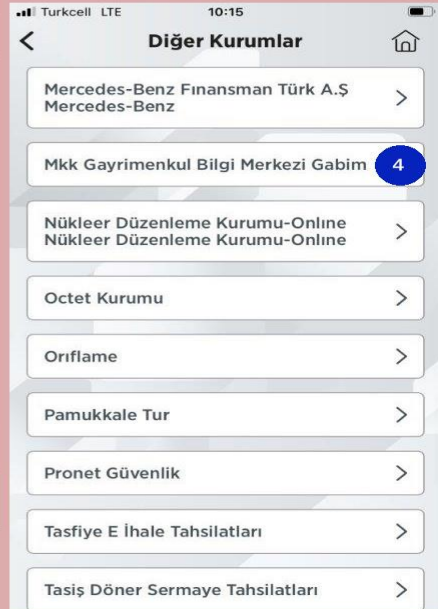 Turkcell LTE 10:15
Diğer Kurumlar
Mercedes-Benz Fınansman Türk A.Ş
Mercedes-Benz
Mkk Gayrimenkul Bilgi Merkezi Gabim 4
Nükleer Düzenleme Kurumu-Onlıne
Nükleer Düzenleme Kurumu-Onlıne
Octet Kurumu
Orıflame
Pamukkale Tur
Pronet Güvenlik
Tasfiye E İhale Tahsilatları
Tasiş Döner Sermaye Tahsilatları